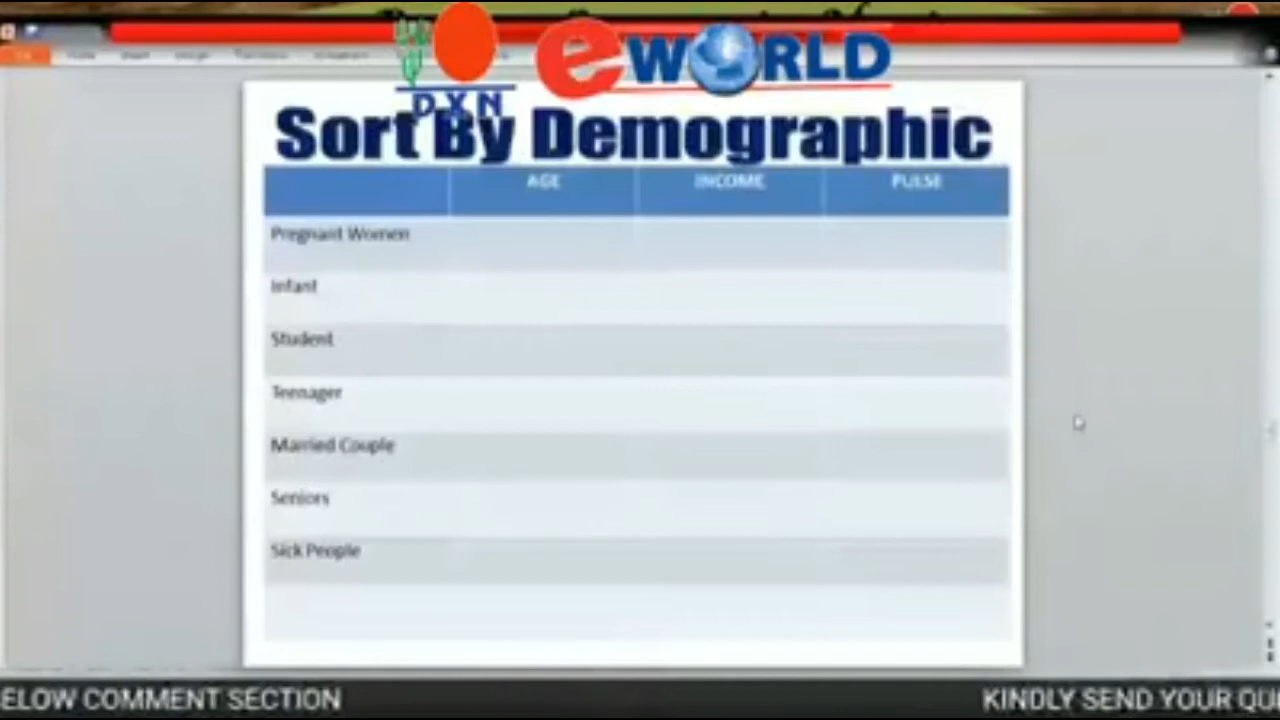 eWORLD
DXN
Sort By Demographic
AGE INCOME PULSE
Pregnant Women
Infant
Student
Teenager
Married Couple
Seniors
Sick People
ELOW COMMENT SECTION KINDLY SEND YOUR QU